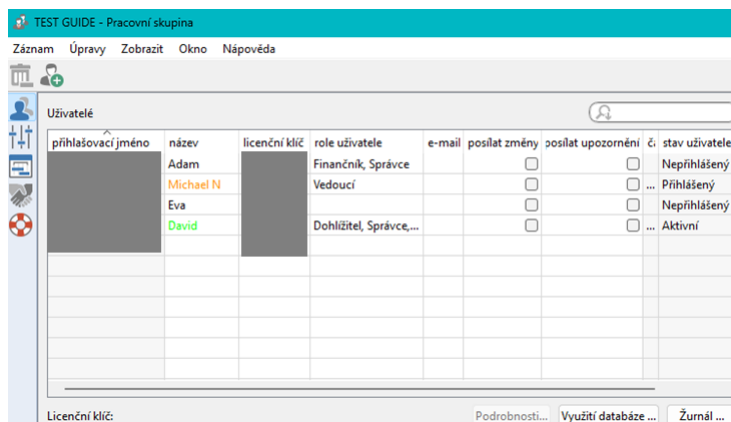 TEST GUIDE - Pracovní skupina
Záznam Úpravy Zobrazit Okno Nápověda
Uživatelé
přihlašovací jméno název licenční klíč role uživatele e-mail posílat změny posílat upozornění stav uživatele
Adam Finančník, Správce Nepřihlášený
Michael N Vedoucí ... Přihlášený
Eva Nepřihlášený
David Dohlížitel, Správce,... ... Aktivní
Licenční klíč: Podrobnosti... Využití databáze ... Žurnál ...